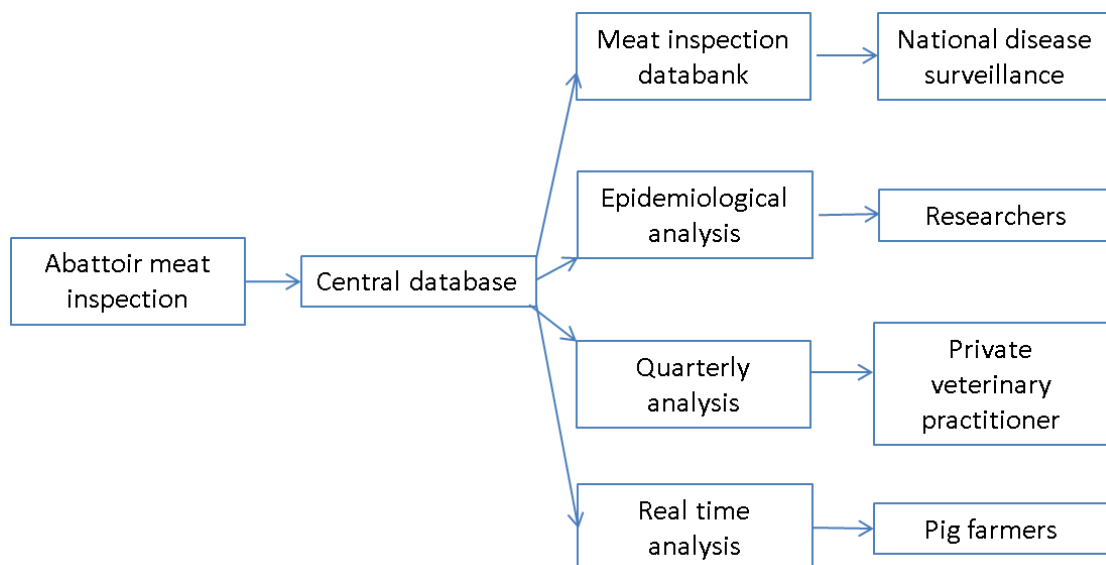 Abattoir meat
inspection
Central database
Meat inspection
databank
National disease
surveillance
Epidemiological
analysis
Researchers
Quarterly
analysis
Private
veterinary
practitioner
Real time
analysis
Pig farmers